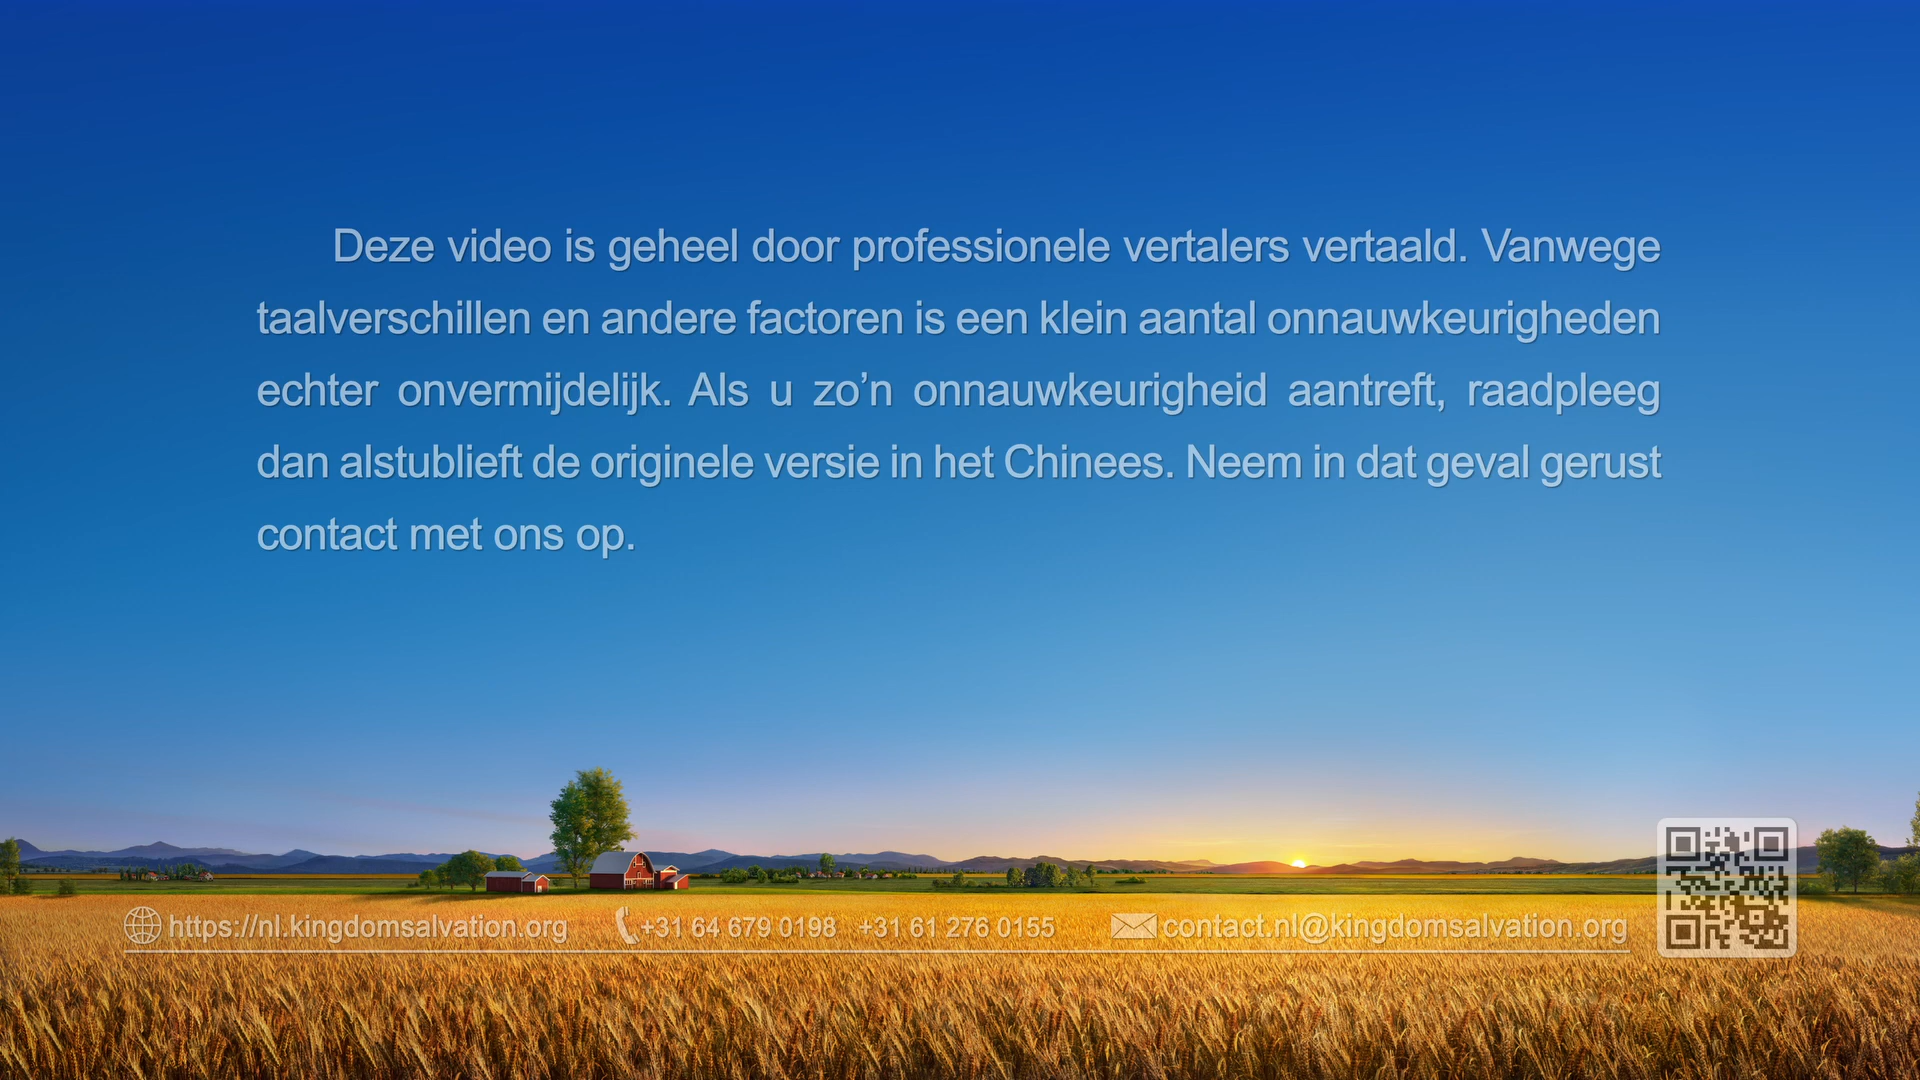 Deze video is geheel door professionele vertalers vertaald. Vanwege
taalverschillen en andere factoren is een klein aantal onnauwkeurigheden
echter onvermijdelijk. Als u zo’n onnauwkeurigheid aantreft, raadpleeg
dan alstublieft de originele versie in het Chinees. Neem in dat geval gerust
contact met ons op.
https://nl.kingdomsalvation.org +31 64 679 0198 +31 61 276 0155 contact.nl@kingdomsalvation.org